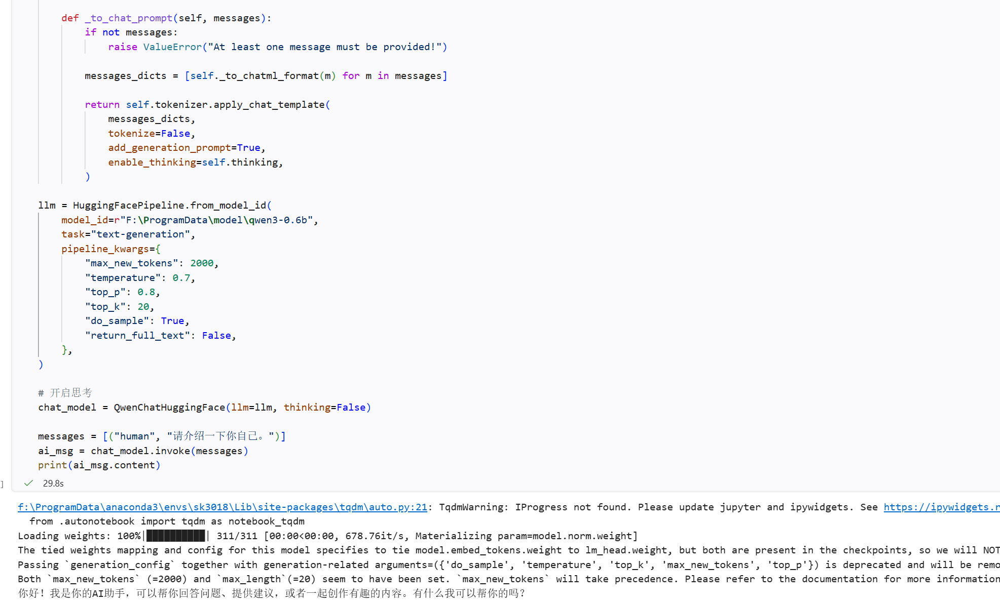 def _to_chat_prompt(self, messages):
if not messages:
raise ValueError("At least one message must be provided!")
messages_dicts = [self._to_chatml_format(m) for m in messages]
return self.tokenizer.apply_chat_template(
messages_dicts,
tokenize=False,
add_generation_prompt=True,
enable_thinking=self.thinking,
)
llm = HuggingFacePipeline.from_model_id(
model_id=r"F:\ProgramData\model\qwen3-0.6b",
task="text-generation",
pipeline_kwargs={
"max_new_tokens": 2000,
"temperature": 0.7,
"top_p": 0.8,
"top_k": 20,
"do_sample": True,
"return_full_text": False,
},
)
# 开启思考
chat_model = QwenChatHuggingFace(llm=llm, thinking=False)
messages = [("human", "请介绍一下你自己。")]
ai_msg = chat_model.invoke(messages)
print(ai_msg.content)
] 29.8s
f:\ProgramData\anaconda3\envs\sk3018\Lib\site-packages\tqdm\auto.py:21: TqdmWarning: IProgress not found. Please update jupyter and ipywidgets. See https://ipywidgets.r
from .autonotebook import tqdm as notebook_tqdm
Loading weights: 100%|██████████| 311/311 [00:00<00:00, 678.76it/s, Materializing param=model.norm.weight]
The tied weights mapping and config for this model specifies to tie model.embed_tokens.weight to lm_head.weight, but both are present in the checkpoints, so we will NOT
Passing `generation_config` together with generation-related arguments=({'do_sample', 'temperature', 'top_k', 'max_new_tokens', 'top_p'}) is deprecated and will be remo
Both `max_new_tokens` (=2000) and `max_length`(=20) seem to have been set. `max_new_tokens` will take precedence. Please refer to the documentation for more information
你好！我是你的AI助手，可以帮你回答问题、提供建议，或者一起创作有趣的内容。有什么我可以帮你的吗？